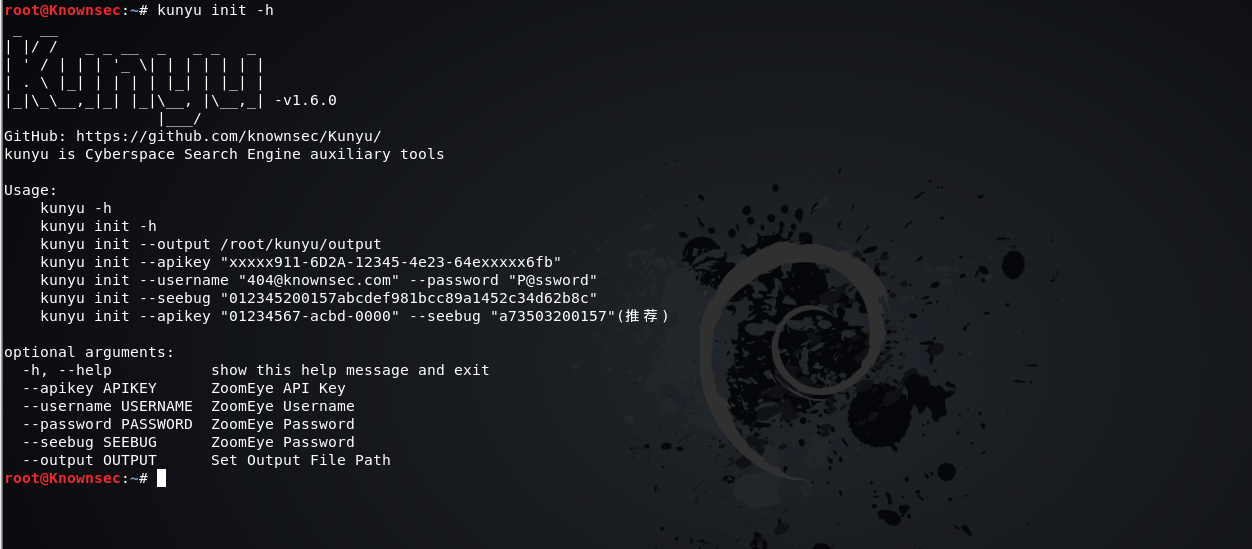 root@Knownsec:~# kunyu init -h
 _  __
| |/ /   _ _ __  _   _ _   _
| ' / | | | '_ \| | | | | | |
| . \ |_| | | | | |_| | |_| |
|_|\_\__,_|_| |_|\__, |\__,_| -v1.6.0
                 |___/
GitHub: https://github.com/knownsec/Kunyu/
kunyu is Cyberspace Search Engine auxiliary tools

Usage:
    kunyu -h
    kunyu init -h
    kunyu init --output /root/kunyu/output
    kunyu init --apikey "xxxxx911-6D2A-12345-4e23-64exxxxx6fb"
    kunyu init --username "404@knownsec.com" --password "P@ssword"
    kunyu init --seebug "012345200157abcdef981bcc89a1452c34d62b8c"
    kunyu init --apikey "01234567-acbd-0000" --seebug "a73503200157"(推荐)

optional arguments:
  -h, --help           show this help message and exit
  --apikey APIKEY      ZoomEye API Key
  --username USERNAME  ZoomEye Username
  --password PASSWORD  ZoomEye Password
  --seebug SEEBUG      ZoomEye Password
  --output OUTPUT      Set Output File Path
root@Knownsec:~#